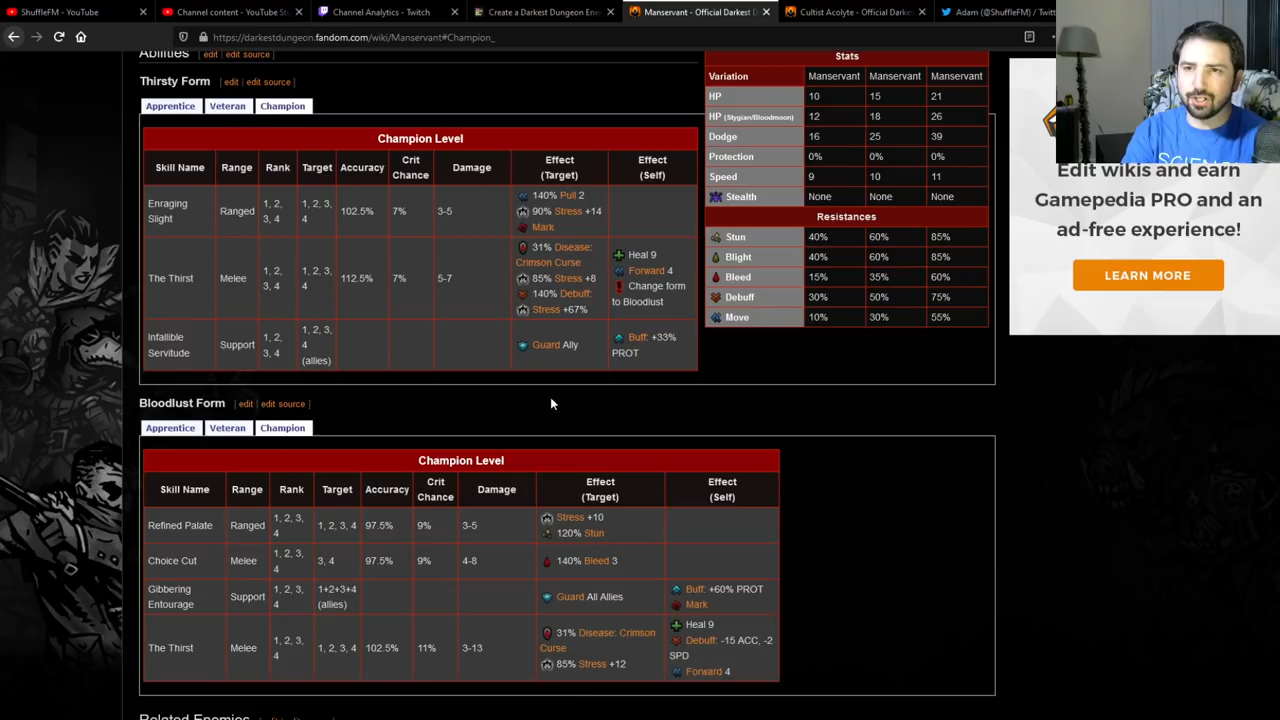 ShuffleFM - YouTube
Channel content - YouTube St
Channel Analytics - Twitch
Create a Darkest Dungeon Ene
Manservant - Official Darkest D
Cultist Acolyte - Official Darke
Adam (@ShuffleFM) / Twitt
https://darkestdungeon.fandom.com/wiki/Manservant#Champion_
Abilities [ edit | edit source ]
Thirsty Form [ edit | edit source ]
Apprentice Veteran Champion
Champion Level
Skill Name Range Rank Target Accuracy Crit Chance Damage Effect (Target) Effect (Self)
Enraging Slight Ranged 1, 2, 3, 4 1, 2, 3, 4 102.5% 7% 3-5 140% Pull 2
90% Stress +14
Mark
The Thirst Melee 1, 2, 3, 4 1, 2, 3, 4 112.5% 7% 5-7 31% Disease: Crimson Curse
85% Stress +8
140% Debuff: Stress +67%
Heal 9
Forward 4
Change form to Bloodlust
Infallible Servitude Support 1, 2, 3, 4 1, 2, 3, 4 (allies) Guard Ally Buff: +33% PROT
Stats
Variation Manservant Manservant Manservant
HP 10 15 21
HP (Stygian/Bloodmoon) 12 18 26
Dodge 16 25 39
Protection 0% 0% 0%
Speed 9 10 11
Stealth None None None
Resistances
Stun 40% 60% 85%
Blight 40% 60% 85%
Bleed 15% 35% 60%
Debuff 30% 50% 75%
Move 10% 30% 55%
Edit wikis and earn
Gamepedia PRO and an
ad-free experience!
LEARN MORE
SCIENC
Bloodlust Form [ edit | edit source ]
Apprentice Veteran Champion
Champion Level
Skill Name Range Rank Target Accuracy Crit Chance Damage Effect (Target) Effect (Self)
Refined Palate Ranged 1, 2, 3, 4 1, 2, 3, 4 97.5% 9% 3-5 Stress +10
120% Stun
Choice Cut Melee 1, 2, 3, 4 3, 4 97.5% 9% 4-8 140% Bleed 3
Gibbering Entourage Support 1, 2, 3, 4 1+2+3+4 (allies) Guard All Allies Buff: +60% PROT
Mark
The Thirst Melee 1, 2, 3, 4 1, 2, 3, 4 102.5% 11% 3-13 31% Disease: Crimson Curse
85% Stress +12
Heal 9
Debuff: -15 ACC, -2 SPD
Forward 4
Related Enemies